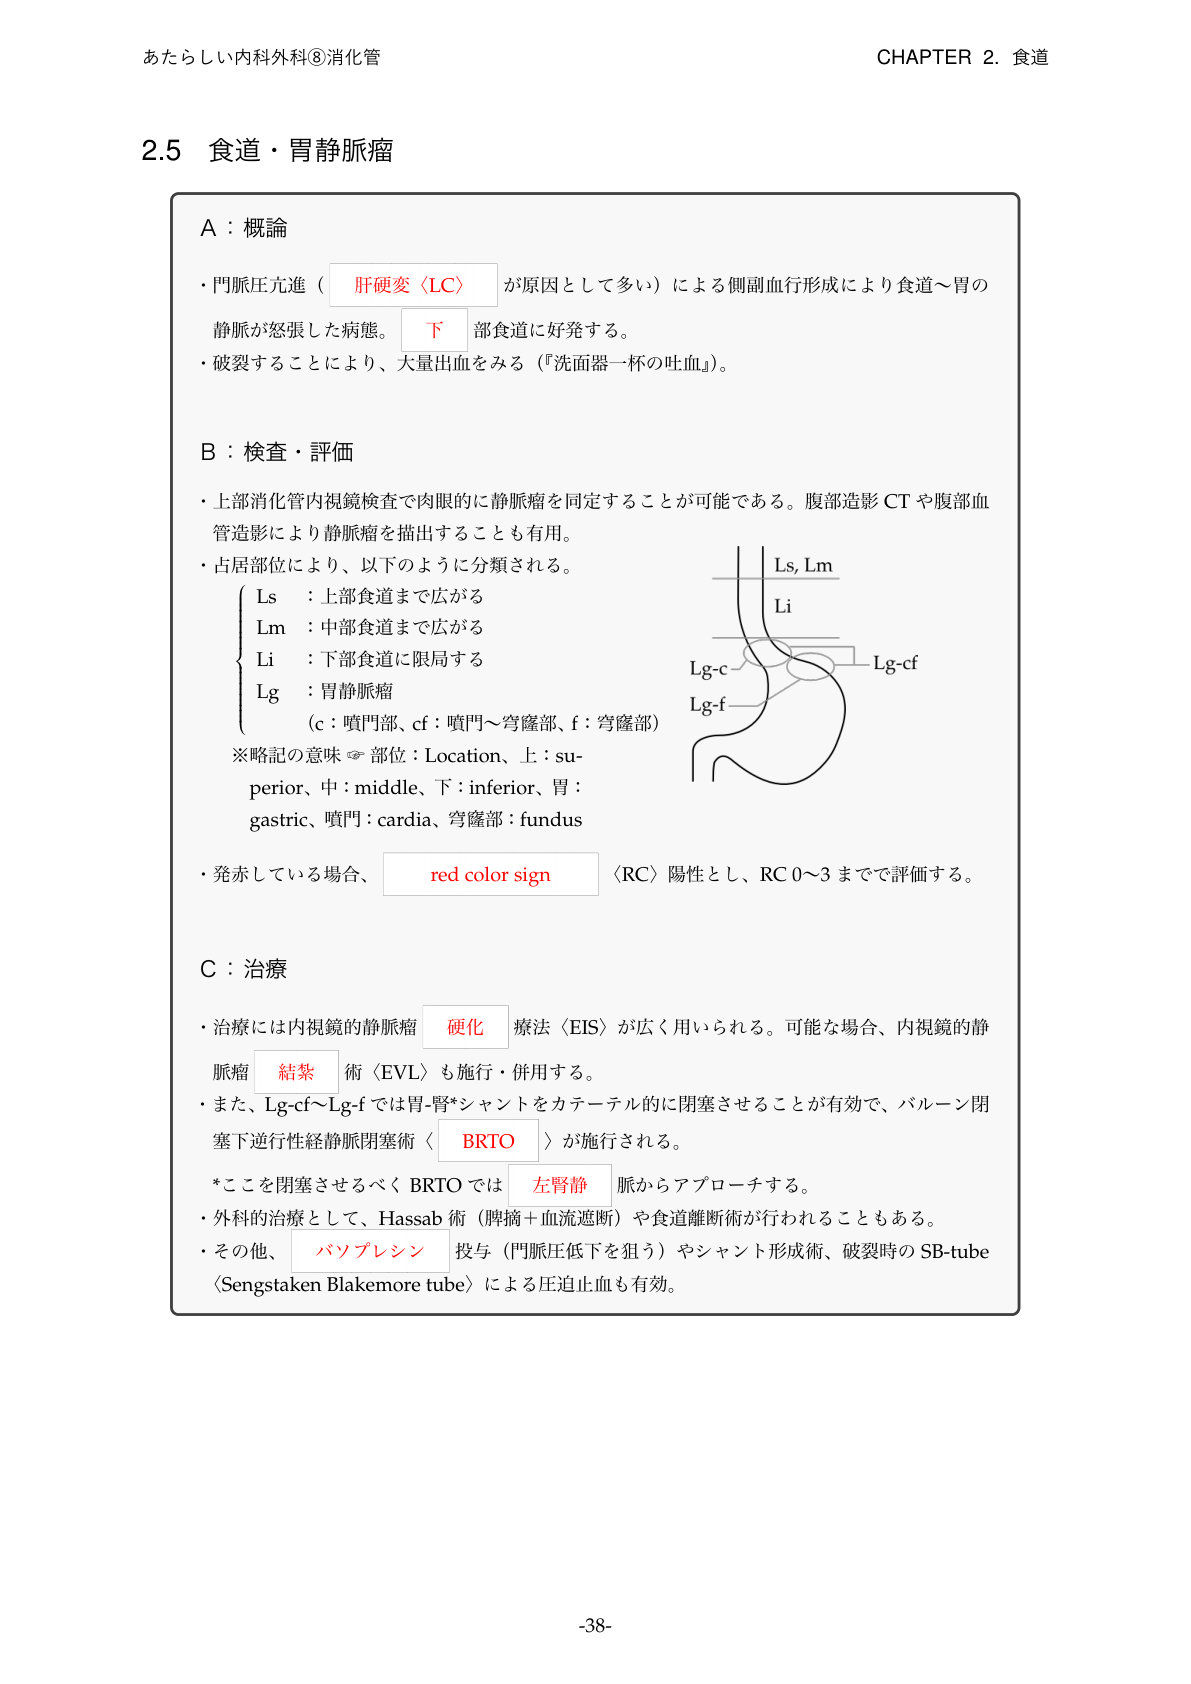 あたらしい内科外科⑧消化管
CHAPTER 2. 食道
2.5 食道・胃静脈瘤
A：概論
・門脈圧亢進（ 肝硬変〈LC〉 が原因として多い）による側副血行形成により食道〜胃の
静脈が怒張した病態。 下 部食道に好発する。
・破裂することにより、大量出血をみる（『洗面器一杯の吐血』）。
B：検査・評価
・上部消化管内視鏡検査で肉眼的に静脈瘤を同定することが可能である。腹部造影 CT や腹部血
管造影により静脈瘤を描出することも有用。
・占居部位により、以下のように分類される。
Ls ：上部食道まで広がる
Lm ：中部食道まで広がる
Li ：下部食道に限局する
Lg ：胃静脈瘤
（c：噴門部、cf：噴門〜穹窿部、f：穹窿部）
※略記の意味 ☞ 部位：Location、上：su-
perior、中：middle、下：inferior、胃：
gastric、噴門：cardia、穹窿部：fundus
Ls, Lm
Li
Lg-c
Lg-cf
Lg-f
・発赤している場合、 red color sign 〈RC〉陽性とし、RC 0〜3 までで評価する。
C：治療
・治療には内視鏡的静脈瘤 硬化 療法〈EIS〉が広く用いられる。可能な場合、内視鏡的静
脈瘤 結紮 術〈EVL〉も施行・併用する。
・また、Lg-cf〜Lg-f では胃-腎*シャントをカテーテル的に閉塞させることが有効で、バルーン閉
塞下逆行性経静脈閉塞術〈 BRTO 〉が施行される。
*ここを閉塞させるべく BRTO では 左腎静 脈からアプローチする。
・外科的治療として、Hassab 術（脾摘＋血流遮断）や食道離断術が行われることもある。
・その他、 バソプレシン 投与（門脈圧低下を狙う）やシャント形成術、破裂時の SB-tube
〈Sengstaken Blakemore tube〉による圧迫止血も有効。
-38-